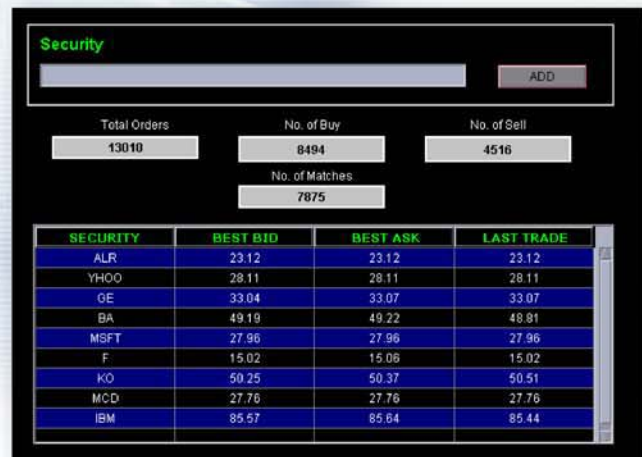 Security
ADD
Total Orders No. of Buy No. of Sell
13010 8494 4516
No. of Matches
7875
SECURITY BEST BID BEST ASK LAST TRADE
ALR 23.12 23.12 23.12
YHOO 28.11 28.11 28.11
GE 33.04 33.07 33.07
BA 49.19 49.22 48.81
MSFT 27.96 27.96 27.96
F 15.02 15.06 15.02
KO 50.25 50.37 50.51
MCD 27.76 27.76 27.76
IBM 85.57 85.64 85.44